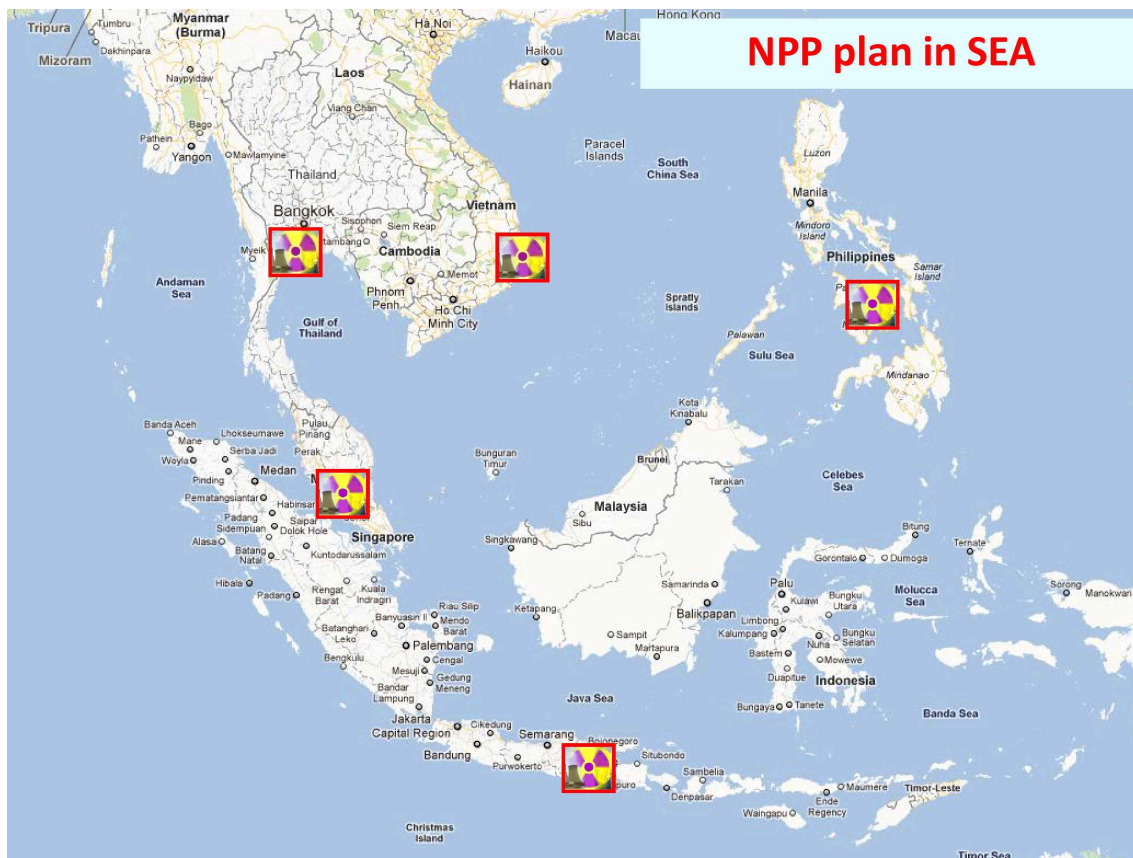 NPP plan in SEA
Hong Kong
Macau
Tripura
Mizoram
Myanmar
(Burma)
Tumbru
Dakhinpara
Naypyidaw
Bago
Pathein
Yangon
Mawlamyine
Hà Nội
Haikou
Hainan
Laos
Viang Chan
Thailand
Bangkok
Myeik
Sisophon
Siem Reap
Cambodia
Memot
Phnom
Penh
Ho Chi
Minh City
Vietnam
Paracel
Islands
South
China Sea
Luzon
Manila
Mindoro
Island
Philippines
Samar
Island
Andaman
Sea
Gulf of
Thailand
Spratly
Islands
Palawan
Sulu Sea
Mindanao
Kota
Kinabalu
Brunei
Tarakan
Celebes
Sea
Banda Aceh
Lhokseumawe
Mane
Woyla
Serba Jadi
Pinding
Medan
Pematangsiantar
Padang
Sidempuan
Saipar
Dolok Hole
Alasa
Batang
Natal
Kuntodarussalam
Pulau
Pinang
Perak
Singapore
Bunguran
Timur
Malaysia
Sibu
Singkawang
Hibala
Padang
Rengat
Barat
Kuala
Indragiri
Riau Silip
Mendo
Barat
Banyuasin II
Batanghari
Leko
Palembang
Bengkulu
Cengal
Mesuji
Gedung
Meneng
Bandar
Lampung
Ketapang
Sampit
Martapura
Samarinda
Balikpapan
Palu
Kulawi
Limbong
Kalumpang
Bastem
Duapitue
Bungaya
Tanete
Gorontalo
Dumoga
Bitung
Ternate
Molucca
Sea
Bungku
Utara
Bungku
Selatan
Nuha
Mowewe
Indonesia
Sorong
Manokwari
Java Sea
Banda Sea
Jakarta
Capital Region
Cikedung
Bandung
Purwokerto
Semarang
Bojonegoro
Situbondo
Denpasar
Sambelia
Waingapu
Ende
Regency
Maumere
Timor-Leste
Christmas
Island
Timor Sea